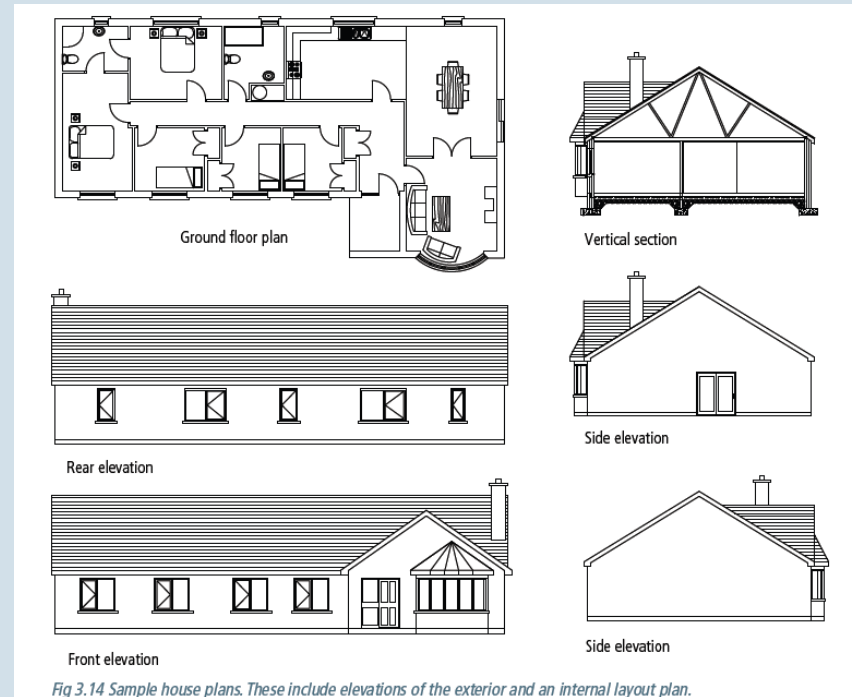 Ground floor plan
Vertical section
Rear elevation
Side elevation
Front elevation
Side elevation
Fig 3.14 Sample house plans. These include elevations of the exterior and an internal layout plan.